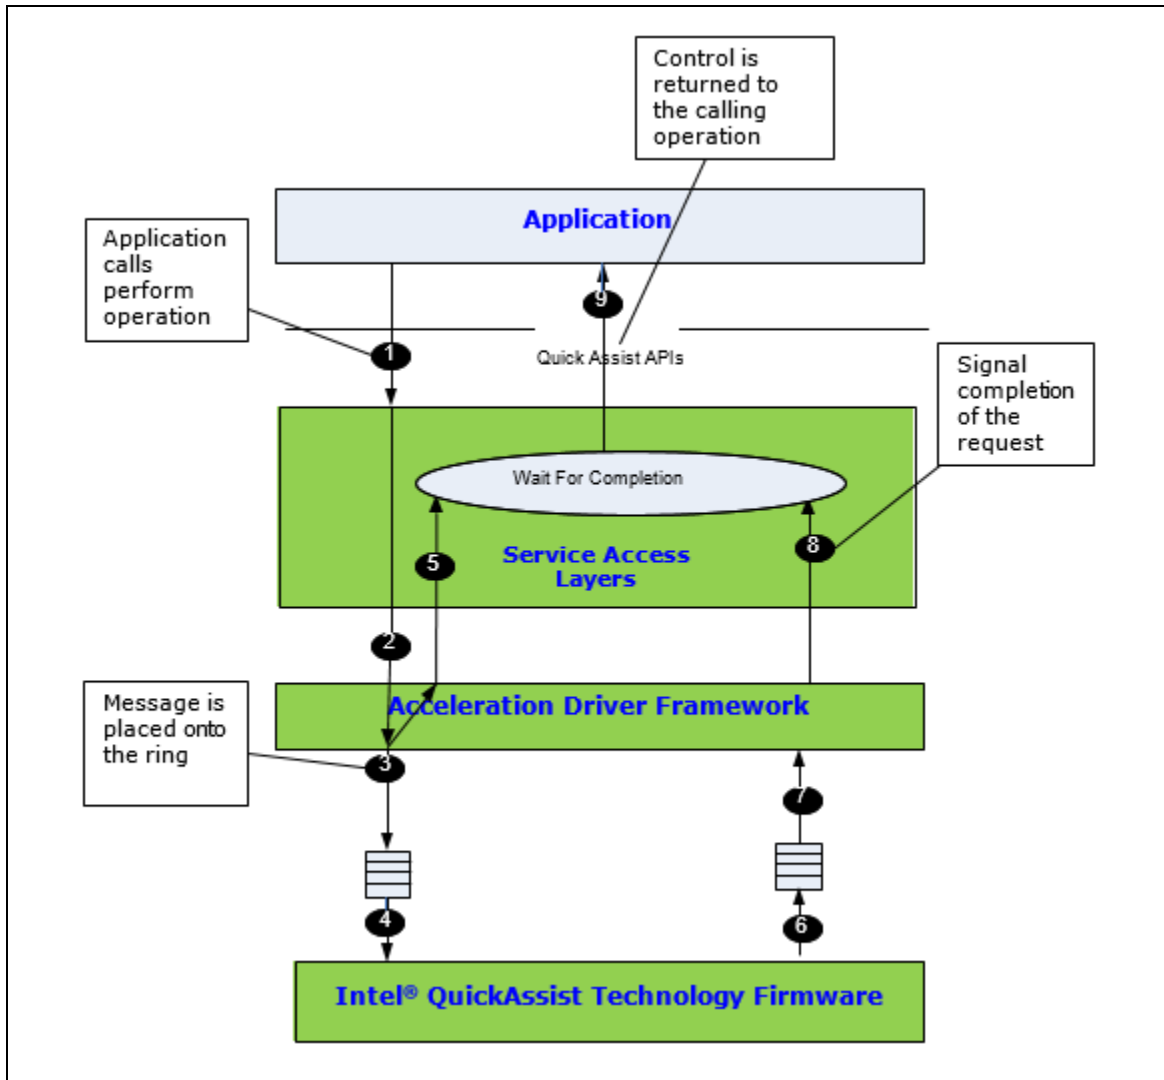 Control is
returned to
the calling
operation
Application
Application
calls
perform
operation
9
1
Quick Assist APIs
Signal
completion
of the
request
Wait For Completion
8
5
Service Access
Layers
2
Message is
placed onto
the ring
Acceleration Driver Framework
3
7
4
6
Intel® QuickAssist Technology Firmware